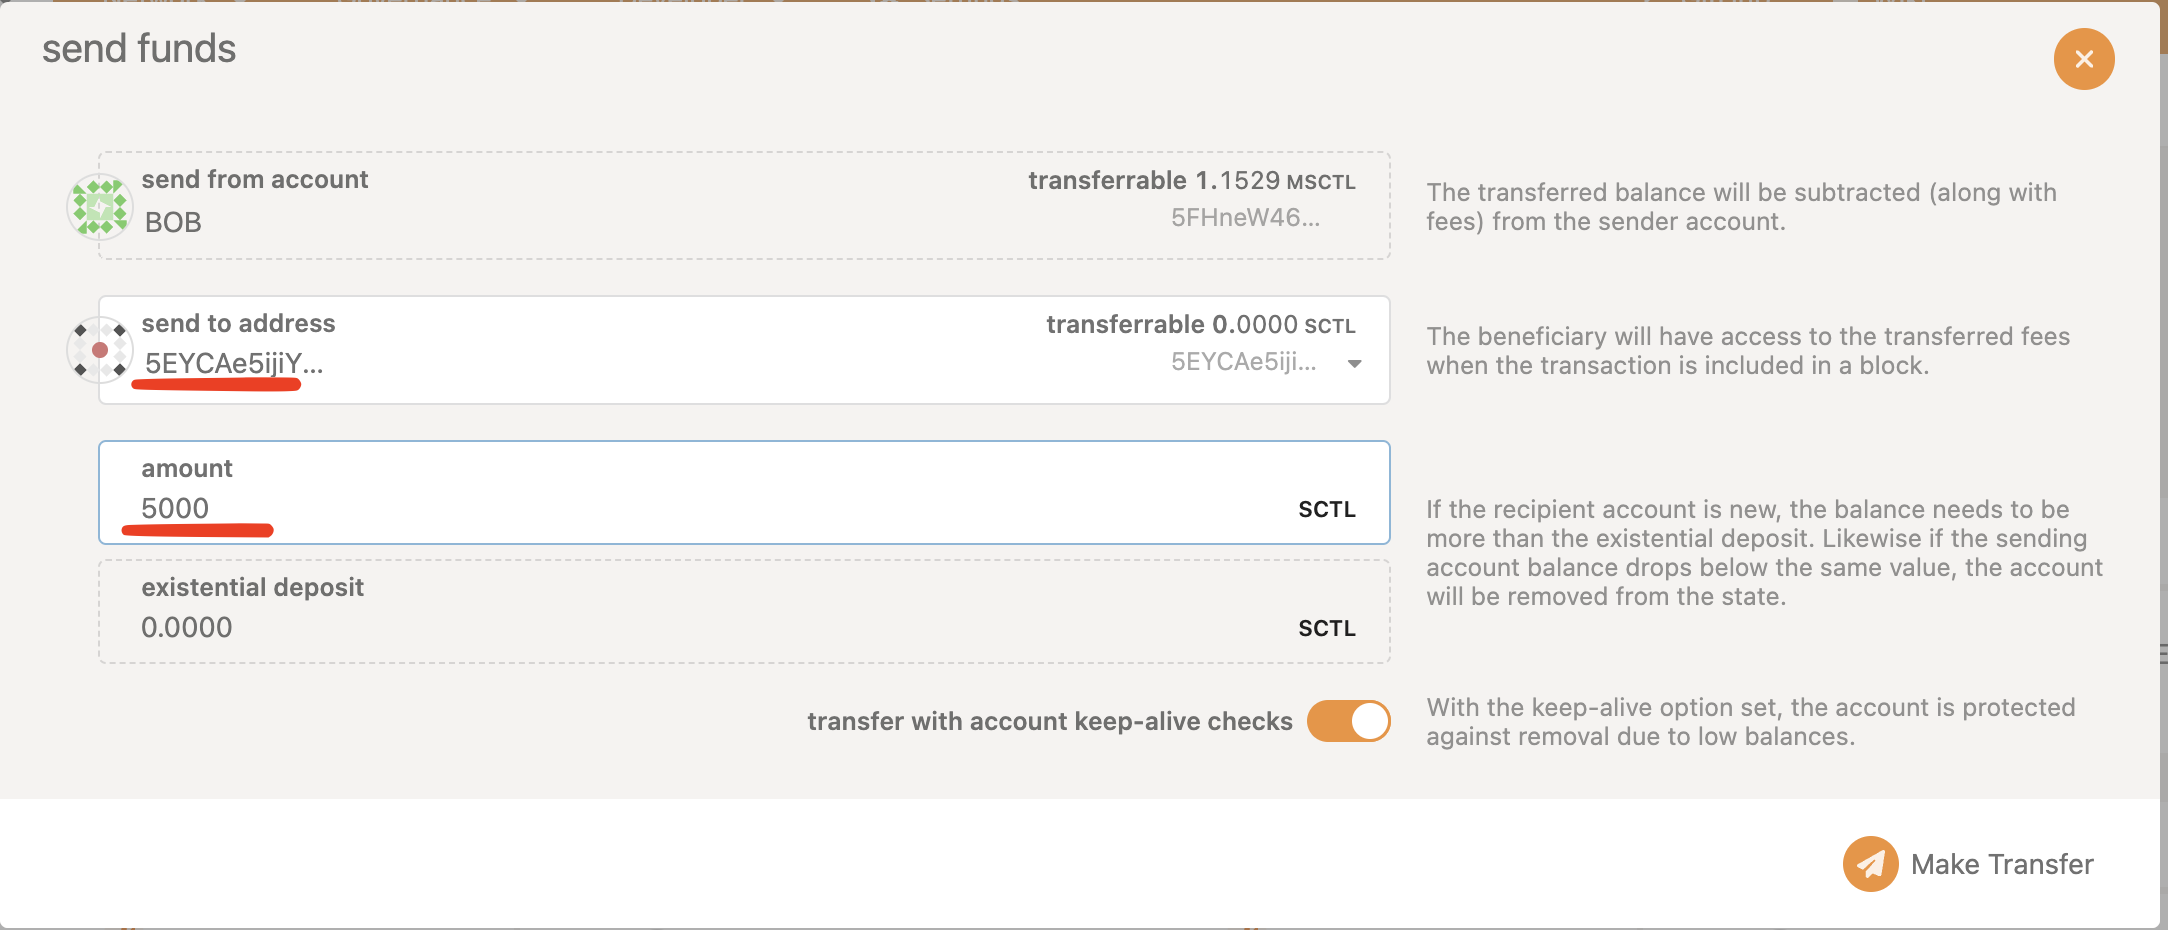 send funds
send from account
transferrable 1.1529 MSCTL
BOB
5FHneW46...
The transferred balance will be subtracted (along with
fees) from the sender account.
send to address
transferrable 0.0000 SCTL
5EYCAe5ijiY...
5EYCAe5iji...
The beneficiary will have access to the transferred fees
when the transaction is included in a block.
amount
5000
SCTL
If the recipient account is new, the balance needs to be
more than the existential deposit. Likewise if the sending
account balance drops below the same value, the account
will be removed from the state.
existential deposit
0.0000
SCTL
transfer with account keep-alive checks
With the keep-alive option set, the account is protected
against removal due to low balances.
Make Transfer